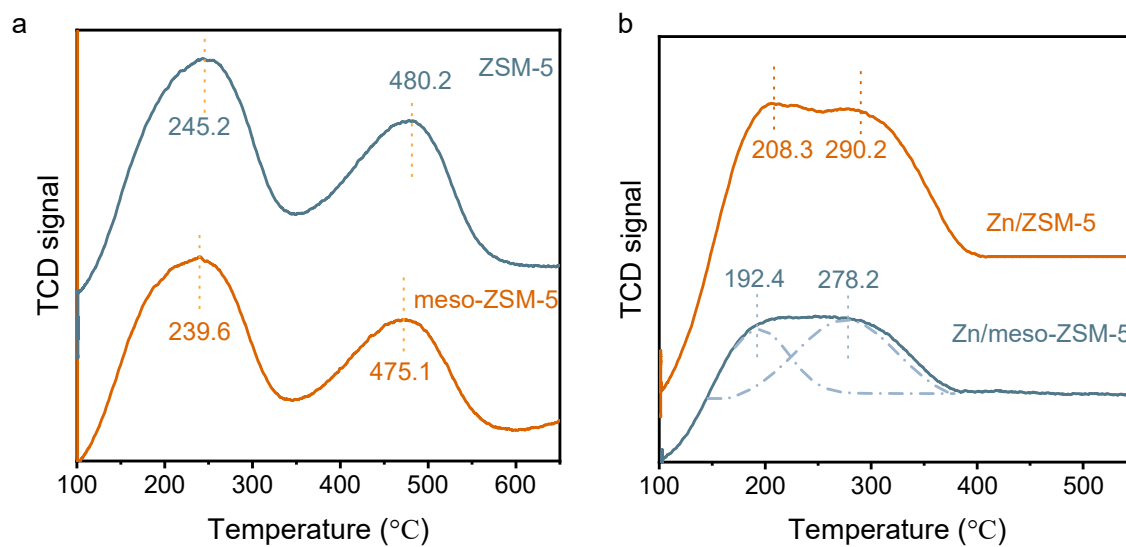 a
ZSM-5
480.2
245.2
meso-ZSM-5
239.6
475.1
TCD signal
100 200 300 400 500 600
Temperature (°C)
b
208.3 290.2
Zn/ZSM-5
192.4 278.2
Zn/meso-ZSM-5
TCD signal
100 200 300 400 500
Temperature (°C)